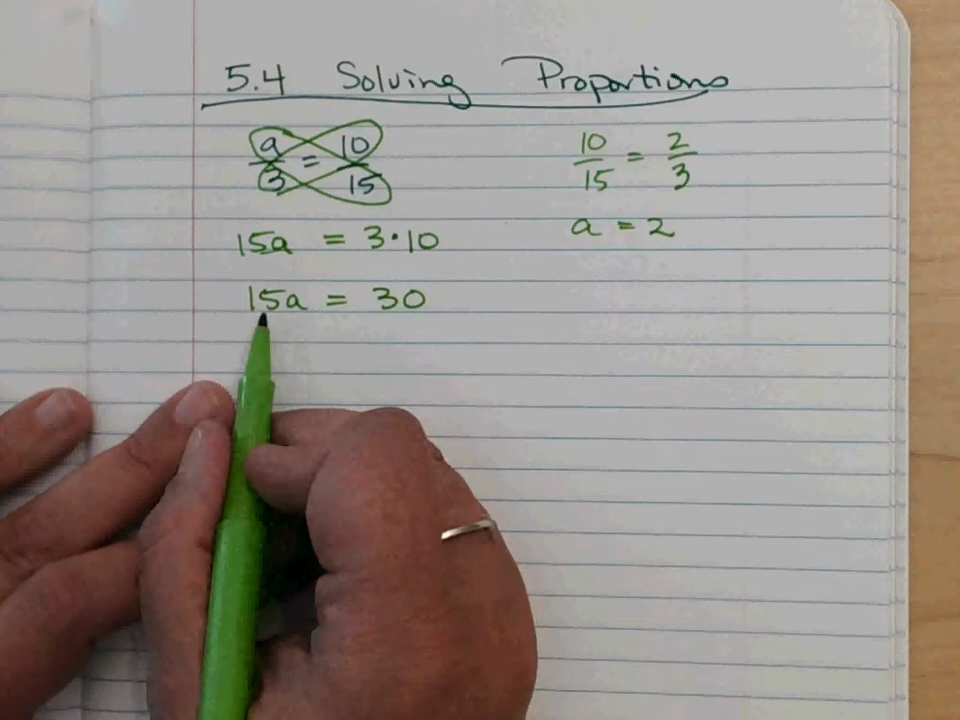 5.4 Solving Proportions
a/3 = 10/15
15a = 3·10
15a = 30
10/15 = 2/3
a = 2